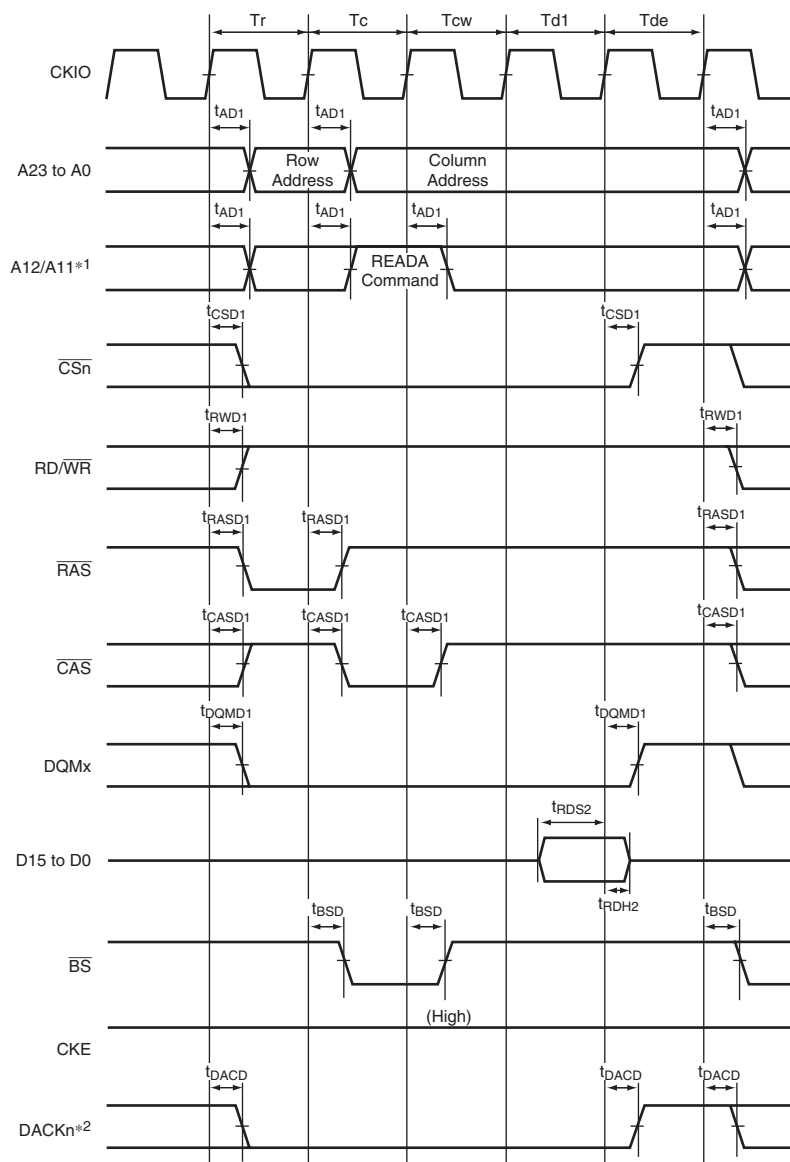 Tr Tc Tcw Td1 Tde
CKIO
tAD1 tAD1 tAD1
A23 to A0
Row
Address
Column
Address
tAD1 tAD1 tAD1 tAD1
A12/A11*1
READA
Command
tCSD1 tCSD1
CSn
tRWD1 tRWD1
RD/WR
tRASD1 tRASD1 tRASD1
RAS
tCASD1 tCASD1 tCASD1 tCASD1
CAS
tDQMD1 tDQMD1
DQMx
tRDS2
D15 to D0
tRDH2
tBSD tBSD tBSD
BS
(High)
CKE
tDACD tDACD tDACD
DACKn*2